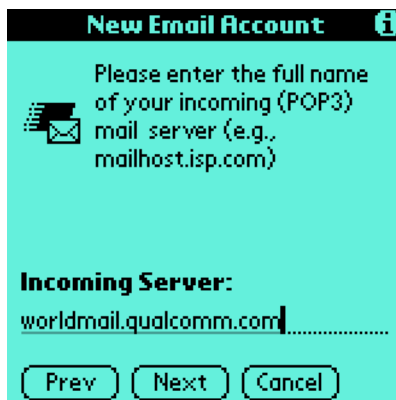 New Email Account
Please enter the full name
of your incoming (POP3)
mail server (e.g.,
mailhost.isp.com)
Incoming Server:
worldmail.qualcomm.com
Prev Next Cancel